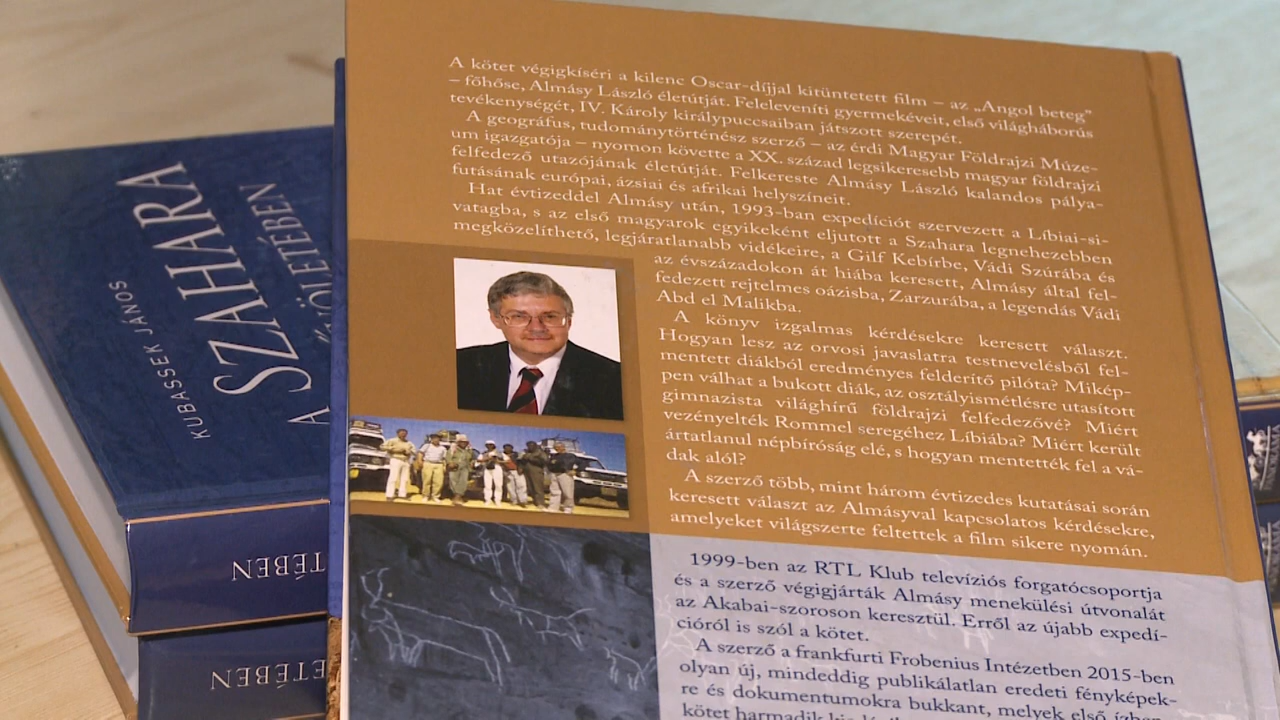 A kötet végigkíséri a kilenc Oscar-díjjal kitüntetett film – az „Angol beteg"
– főhőse, Almásy László életútját. Feleleveníti gyermekéveit, első világháborús
tevékenységét, IV. Károly királypuccsaiban játszott szerepét.
A geográfus, tudománytörténész szerző – az érdi Magyar Földrajzi Múze-
um igazgatója – nyomon követte a XX. század legsikeresebb magyar földrajzi
felfedező utazójának életútját. Felkereste Almásy László kalandos pálya-
futásának európai, ázsiai és afrikai helyszíneit.
Hat évtizeddel Almásy után, 1993-ban expedíciót szervezett a Líbiai-si-
vatagba, s az első magyarok egyikeként eljutott a Szahara legnehezebben
megközelíthető, legjáratlanabb vidékeire, a Gilf Kebírbe, Vádi Szúrába és
az évszázadokon át hiába keresett, Almásy által fel-
fedezett rejtelmes oázisba, Zarzurába, a legendás Vádi
Abd el Malikba.
A könyv izgalmas kérdésekre keresett választ.
Hogyan lesz az orvosi javaslatra testnevelésből fel-
mentett diákból eredményes felderítő pilóta? Mikép-
pen válhat a bukott diák, az osztályismétlésre utasított
gimnazista világhírű földrajzi felfedezővé? Miért
vezényelték Rommel seregéhez Líbiába? Miért került
ártatlanul népbíróság elé, s hogyan mentették fel a vá-
dak alól?
A szerző több, mint három évtizedes kutatásai során
keresett választ az Almásyval kapcsolatos kérdésekre,
amelyeket világszerte feltettek a film sikere nyomán.
1999-ben az RTL Klub televíziós forgatócsoportja
és a szerző végigjárták Almásy menekülési útvonalát
az Akabai-szoroson keresztül. Erről az újabb expedí-
cióról is szól a kötet.
A szerző a frankfurti Frobenius Intézetben 2015-ben
olyan új, mindeddig publikálatlan eredeti fényképek-
re és dokumentumokra bukkant, melyek első
kötet harmadik
KUBASSEK JÁNOS
A SZAHARA
BŰVÖLETÉBEN
TÉBEN
ETÉBEN